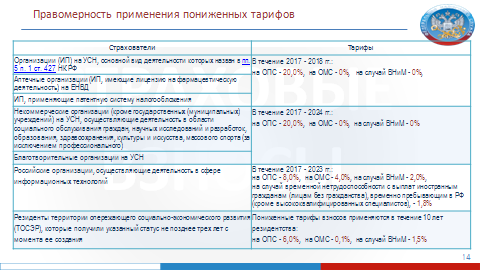 Правомерность применения пониженных тарифов
Страхователи
Тарифы
Организации (ИП) на УСН, основной вид деятельности которых назван в п.
5 п. 1 ст. 427 НК РФ
Аптечные организации (ИП, имеющие лицензию на фармацевтическую
деятельность) на ЕНВД
ИП, применяющие патентную систему налогообложения
В течение 2017 - 2018 гг.:
на ОПС - 20,0%, на ОМС - 0%, на случай ВНиМ - 0%
Некоммерческие организации (кроме государственных (муниципальных)
учреждений) на УСН, осуществляющие деятельность в области
социального обслуживания граждан, научных исследований и разработок,
образования, здравоохранения, культуры и искусства, массового спорта (за
исключением профессионального)
Благотворительные организации на УСН
В течение 2017 - 2024 гг.:
на ОПС - 20,0%, на ОМС - 0%, на случай ВНиМ - 0%
Российские организации, осуществляющие деятельность в сфере
информационных технологий
В течение 2017 - 2023 гг.:
на ОПС - 8,0%, на ОМС - 4,0%, на случай ВНиМ - 2,0%,
на случай временной нетрудоспособности с выплат иностранным
гражданам (лицам без гражданства), временно пребывающим в РФ
(кроме высококвалифицированных специалистов), - 1,8%
Резиденты территории опережающего социально-экономического развития
(ТОСЭР), которые получили указанный статус не позднее трех лет с
момента ее создания
Пониженные тарифы взносов применяются в течение 10 лет
резидентства:
на ОПС - 6,0%, на ОМС - 0,1%, на случай ВНиМ - 1,5%
14